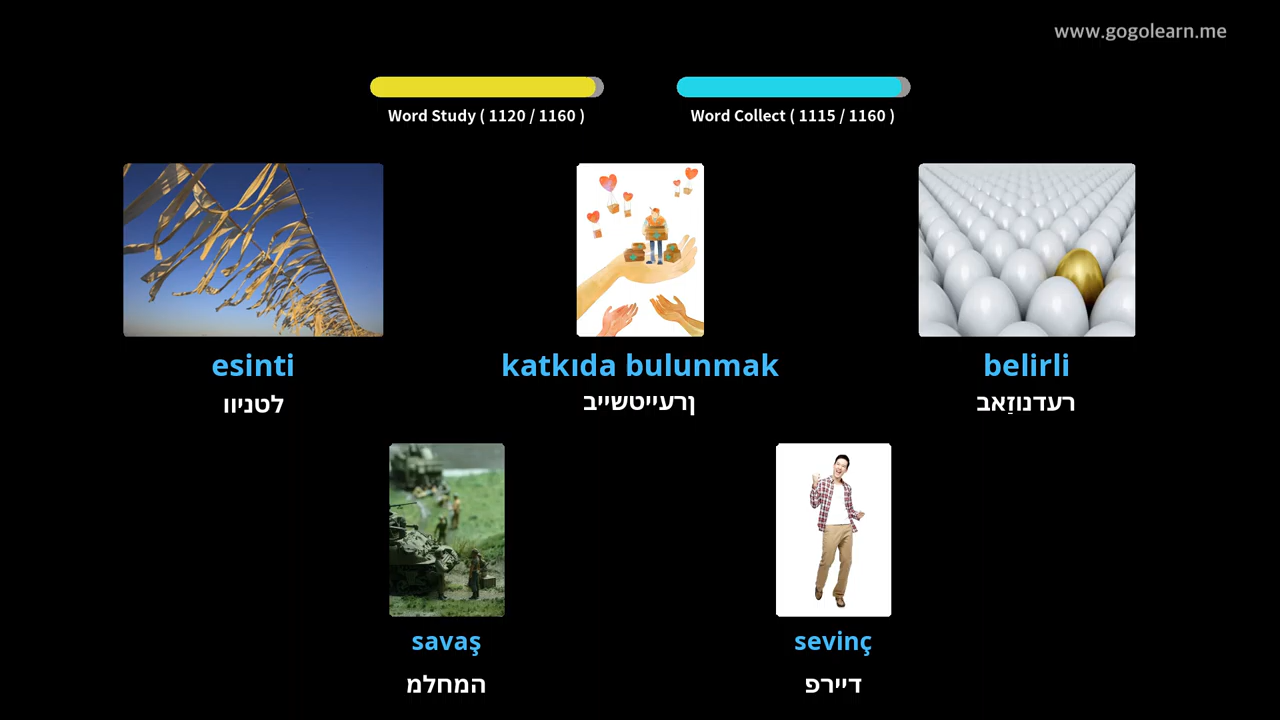 www.gogolearn.me
Word Study ( 1120 / 1160 )
Word Collect ( 1115 / 1160 )
esinti
לטניוו
katkıda bulunmak
ןרעייטשייב
belirli
רעדנוזַאב
savaş
המחלמ
sevinç
דיירפ